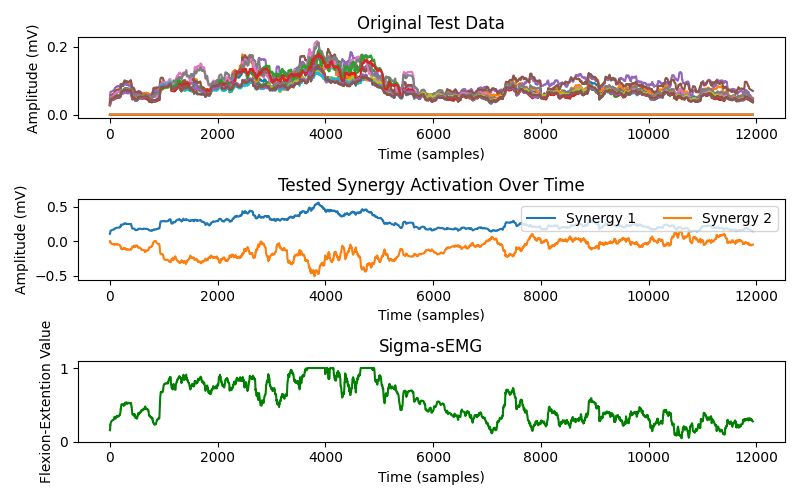 Original Test Data
Amplitude (mV)
0.2
0.0
0 2000 4000 6000 8000 10000 12000
Time (samples)
Tested Synergy Activation Over Time
Amplitude (mV)
0.5
0.0
−0.5
Synergy 1 Synergy 2
0 2000 4000 6000 8000 10000 12000
Time (samples)
Sigma-sEMG
Flexion-Extention Value
1
0
0 2000 4000 6000 8000 10000 12000
Time (samples)